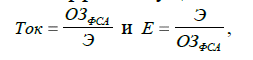 Ток = ОЗ_ФСА / Э и E = Э / ОЗ_ФСА ,